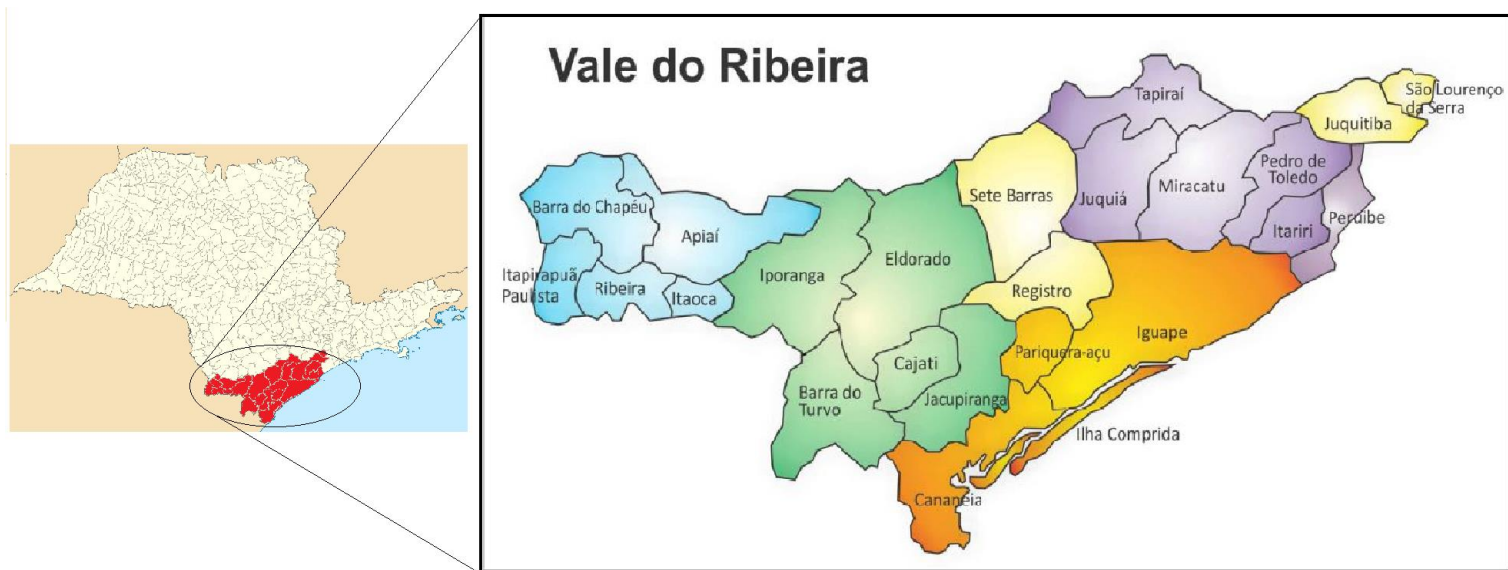 Vale do Ribeira
Tapiraí
São Lourenço
da Serra
Juquitiba
Pedro de
Toledo
Miracatu
Juquiá
Sete Barras
Barra do Chapéu
Peruíbe
Itariri
Apiaí
Eldorado
Itapirapuã
Paulista
Ribeira
Itaoca
Iporanga
Registro
Iguape
Pariquera-açu
Cajati
Barra do
Turvo
Jacupiranga
Ilha Comprida
Cananéia